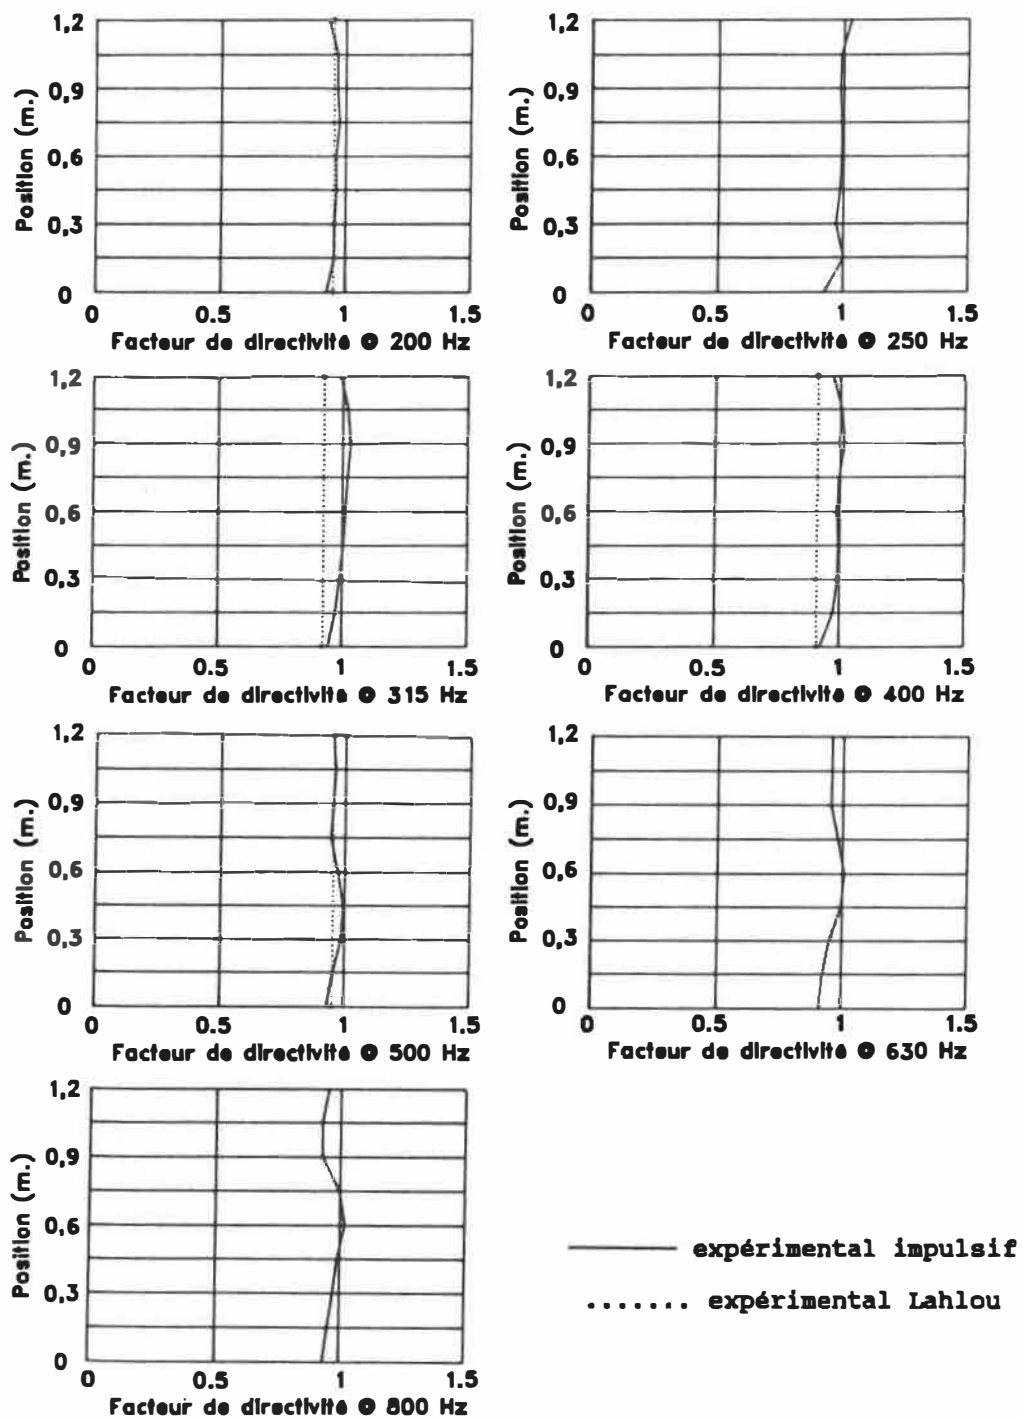 1,2
0,9
0,6
0,3
0
Position (m.)
0 0.5 1 1.5
Facteur de directivité @ 200 Hz
1,2
0,9
0,6
0,3
0
Position (m.)
0 0.5 1 1.5
Facteur de directivité @ 250 Hz
1,2
0,9
0,6
0,3
0
Position (m.)
0 0.5 1 1.5
Facteur de directivité @ 315 Hz
1,2
0,9
0,6
0,3
0
Position (m.)
0 0.5 1 1.5
Facteur de directivité @ 400 Hz
1,2
0,9
0,6
0,3
0
Position (m.)
0 0.5 1 1.5
Facteur de directivité @ 500 Hz
1,2
0,9
0,6
0,3
0
Position (m.)
0 0.5 1 1.5
Facteur de directivité @ 630 Hz
1,2
0,9
0,6
0,3
0
Position (m.)
0 0.5 1 1.5
Facteur de directivité @ 800 Hz
expérimental impulsif
expérimental Lahlou